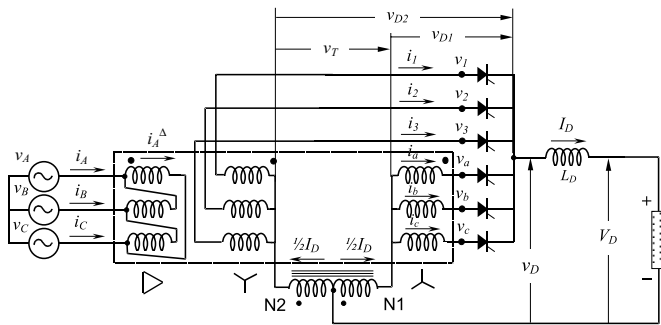 v_D2
v_T
v_D1
i_1
v_1
i_2
v_2
i_3
v_3
v_A
i_A
i_A^Δ
i_a
v_a
I_D
L_D
v_B
i_B
i_b
v_b
v_C
i_C
i_c
v_c
+
½I_D
½I_D
v_D
V_D
−
N2
N1